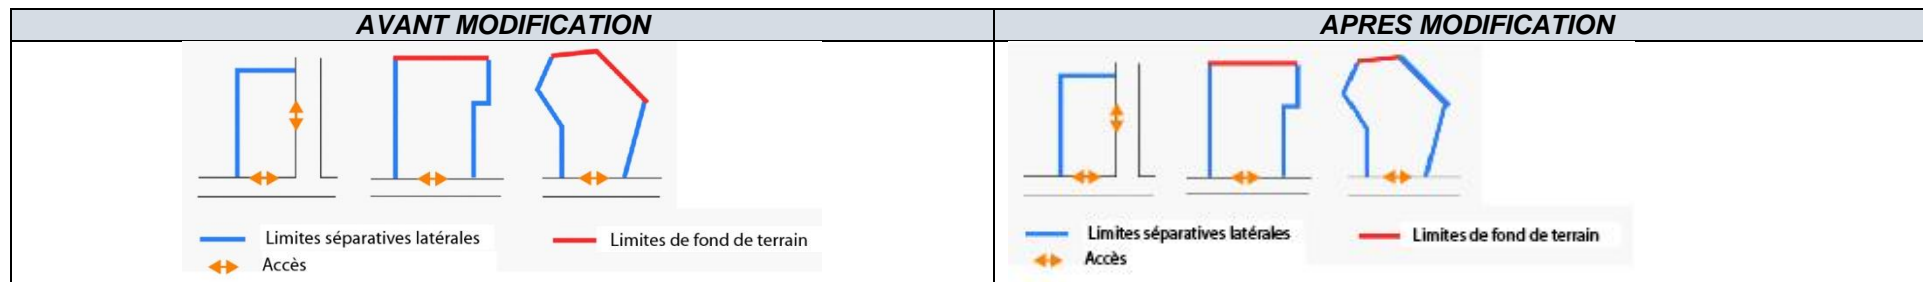 AVANT MODIFICATION
APRES MODIFICATION
Limites séparatives latérales
Limites de fond de terrain
Accès
Limites séparatives latérales
Limites de fond de terrain
Accès